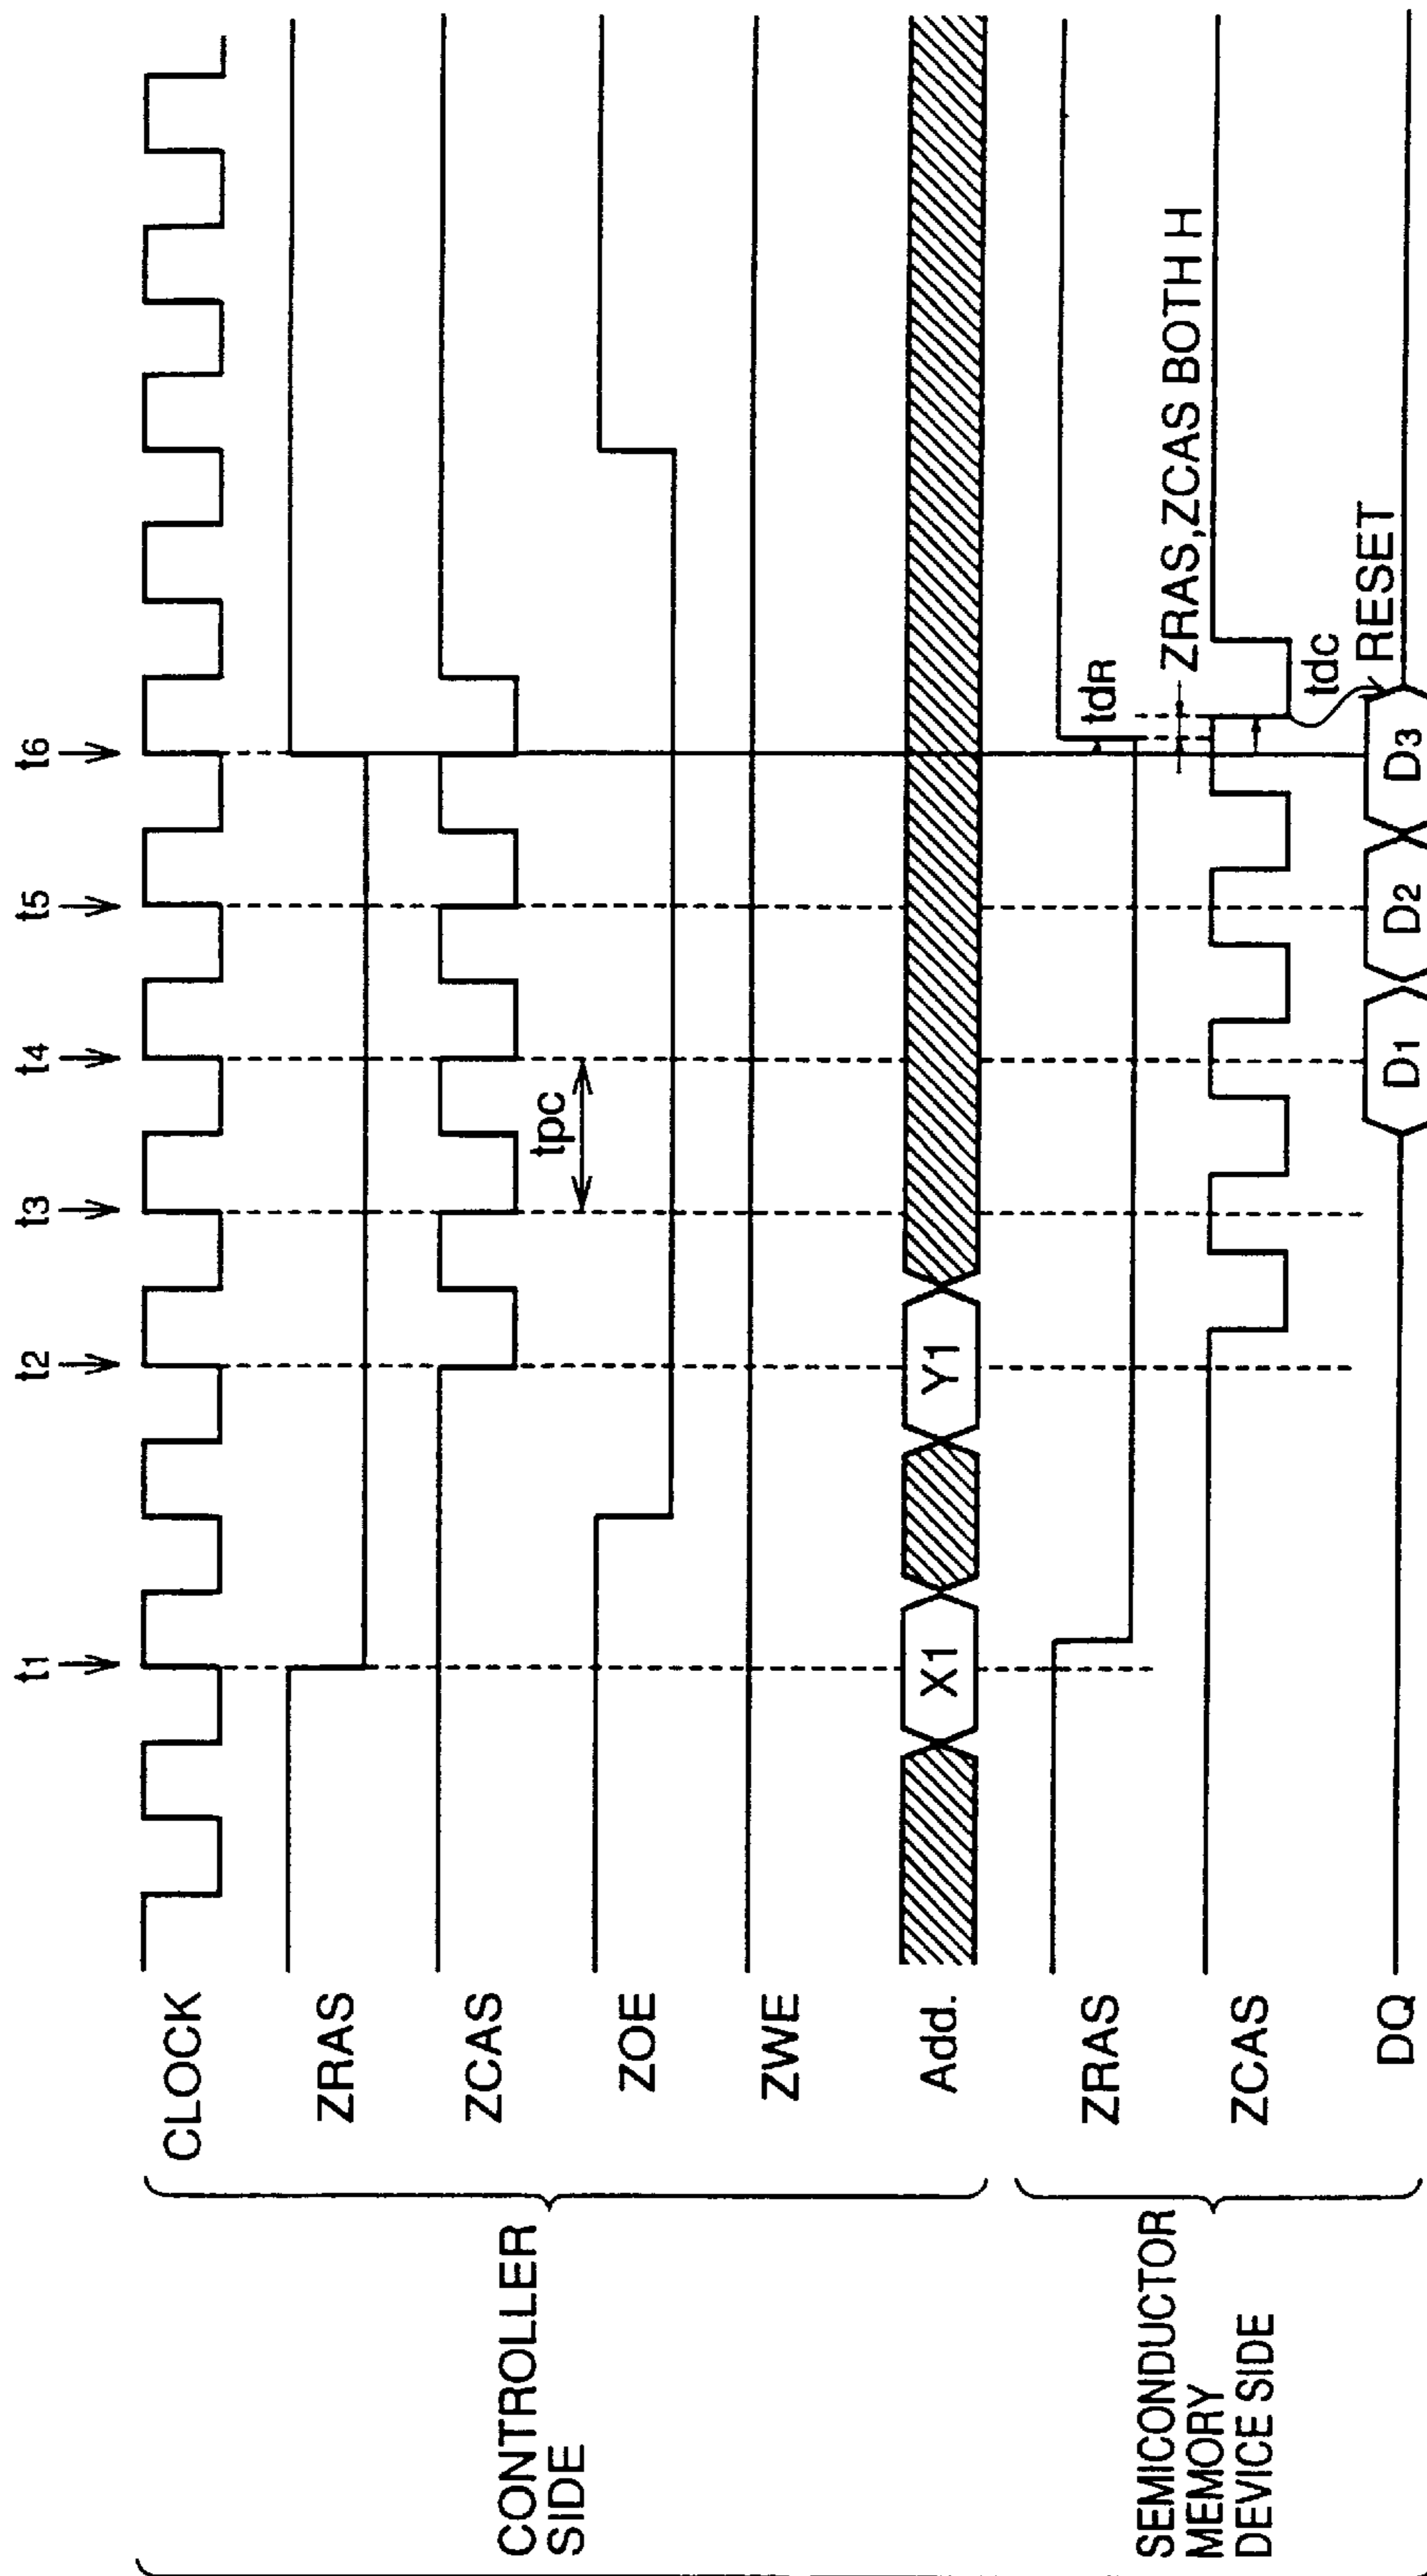 t1 t2 t3 t4 t5 t6
CONTROLLER
SIDE
CLOCK
ZRAS
ZCAS
tpc
ZOE
ZWE
Add.
X1 Y1
SEMICONDUCTOR
MEMORY
DEVICE SIDE
ZRAS
tdR
ZRAS,ZCAS BOTH H
ZCAS
tdc
RESET
DQ
D1 D2 D3